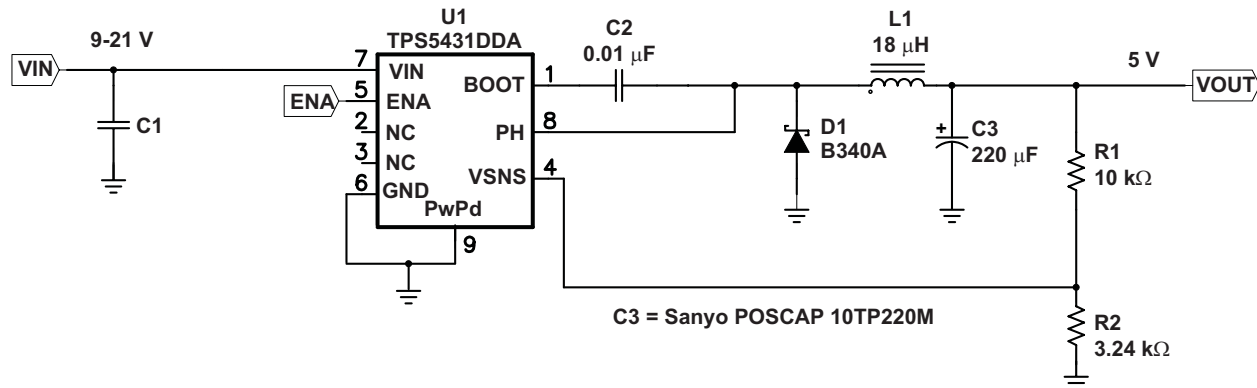 U1
TPS5431DDA
9-21 V
VIN
C1
ENA
7
5
2
3
6
VIN
ENA
NC
NC
GND
BOOT
PH
VSNS
PwPd
1
8
4
9
C2
0.01 μF
L1
18 μH
D1
B340A
+
C3
220 μF
5 V
VOUT
R1
10 kΩ
R2
3.24 kΩ
C3 = Sanyo POSCAP 10TP220M